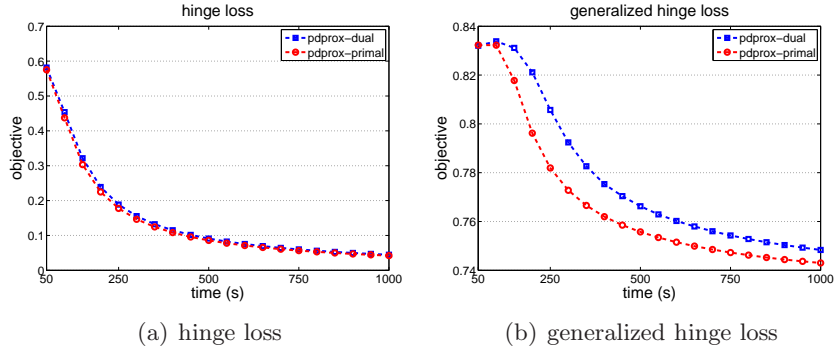 hinge loss
0.7
0.6
0.5
0.4
0.3
0.2
0.1
0
objective
pdprox-dual
pdprox-primal
50 250 500 750 1000
time (s)
(a) hinge loss
generalized hinge loss
0.84
0.82
0.8
0.78
0.76
0.74
objective
pdprox-dual
pdprox-primal
50 250 500 750 1000
time (s)
(b) generalized hinge loss